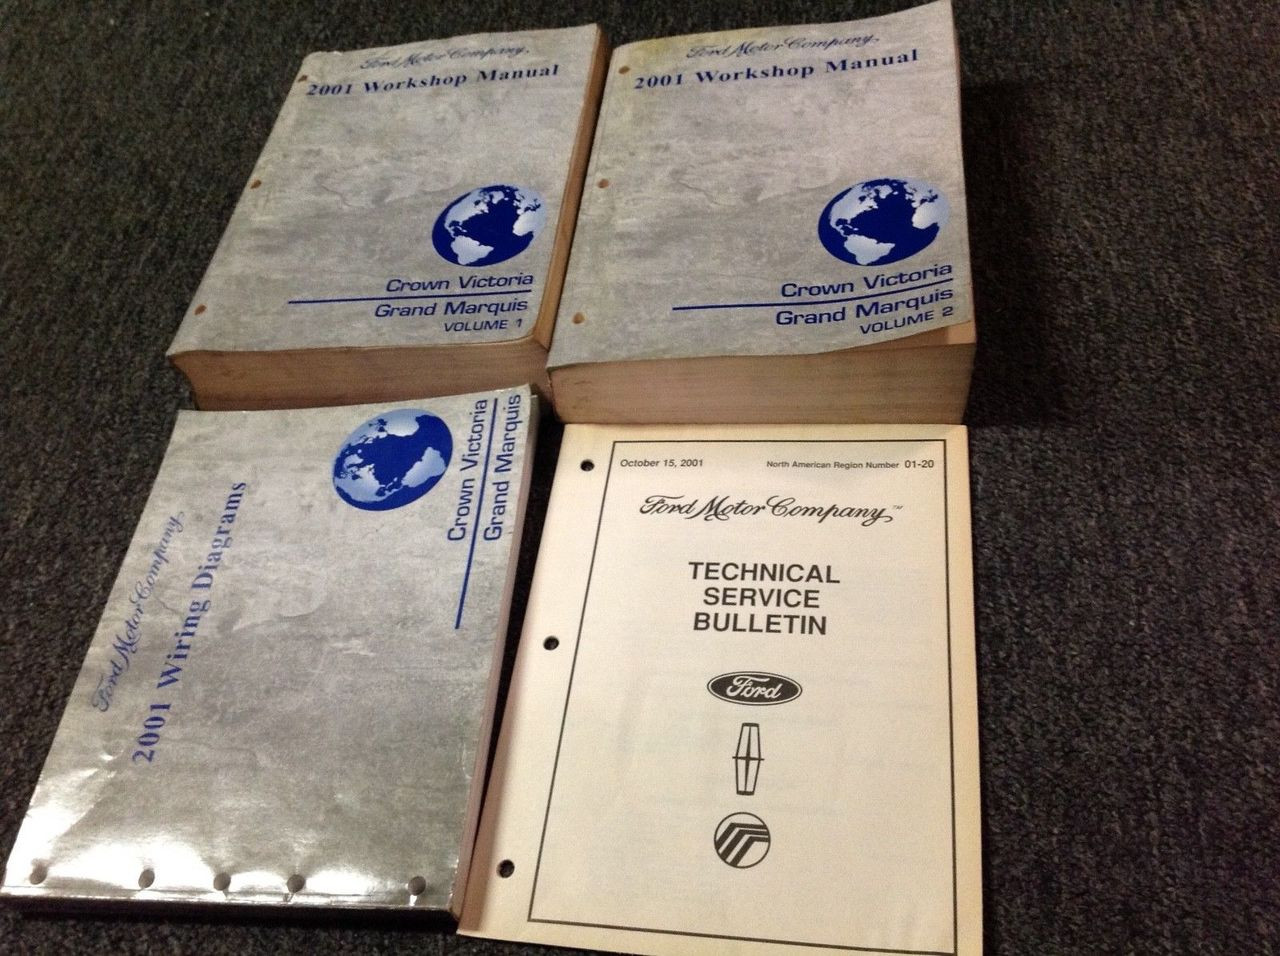 Ford Motor Company
2001 Workshop Manual
Crown Victoria
Grand Marquis
VOLUME 1
Ford Motor Company
2001 Workshop Manual
Crown Victoria
Grand Marquis
VOLUME 2
Ford Motor Company
2001 Wiring Diagrams
Crown Victoria
Grand Marquis
October 15, 2001 North American Region Number 01-20
Ford Motor Company™
TECHNICAL
SERVICE
BULLETIN
Ford